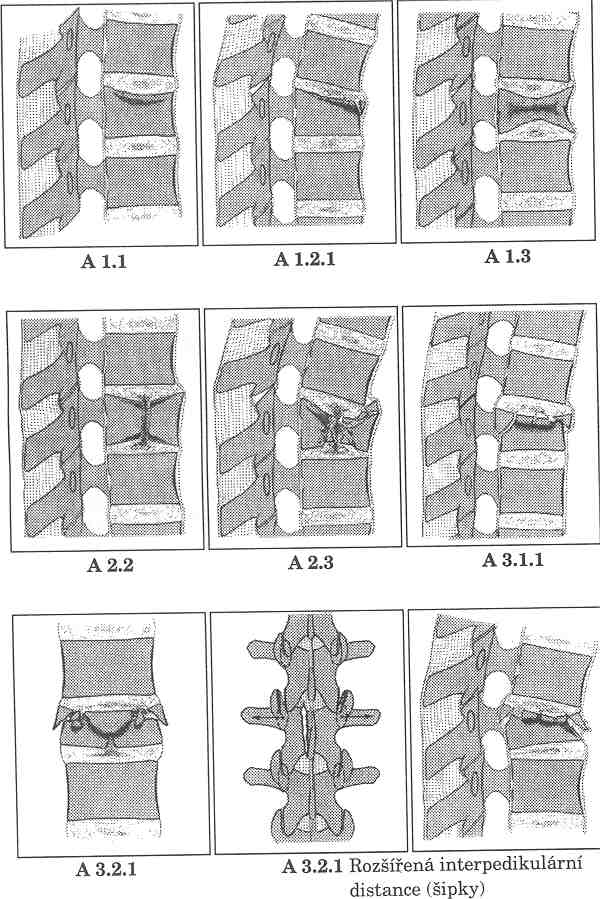 A 1.1
A 1.2.1
A 1.3
A 2.2
A 2.3
A 3.1.1
A 3.2.1
A 3.2.1 Rozšířená interpedikulární
distance (šipky)